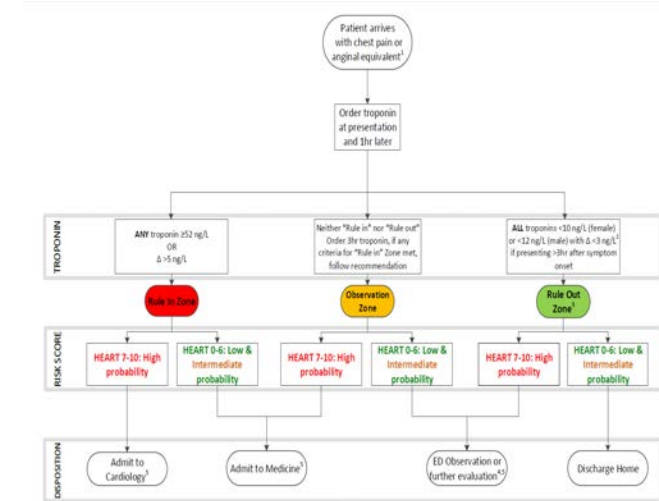 Patient arrives
with chest pain or
anginal equivalent¹
Order troponin
at presentation
and 1hr later
TROPONIN
ANY troponin ≥52 ng/L
OR
Δ >5 ng/L
Neither "Rule in" nor "Rule out"
Order 3hr troponin, if any
criteria for "Rule in" Zone met,
follow recommendation
ALL troponins <10 ng/L (female)
or <12 ng/L (male) with Δ <3 ng/L²
if presenting >3hr after symptom
onset
Rule In Zone
Observation
Zone
Rule Out
Zone³
RISK SCORE
HEART 7-10: High
probability
HEART 0-6: Low &
Intermediate
probability
HEART 7-10: High
probability
HEART 0-6: Low &
Intermediate
probability
HEART 7-10: High
probability
HEART 0-6: Low &
Intermediate
probability
DISPOSITION
Admit to
Cardiology⁵
Admit to Medicine⁵
ED Observation or
further evaluation⁴,⁵
Discharge Home